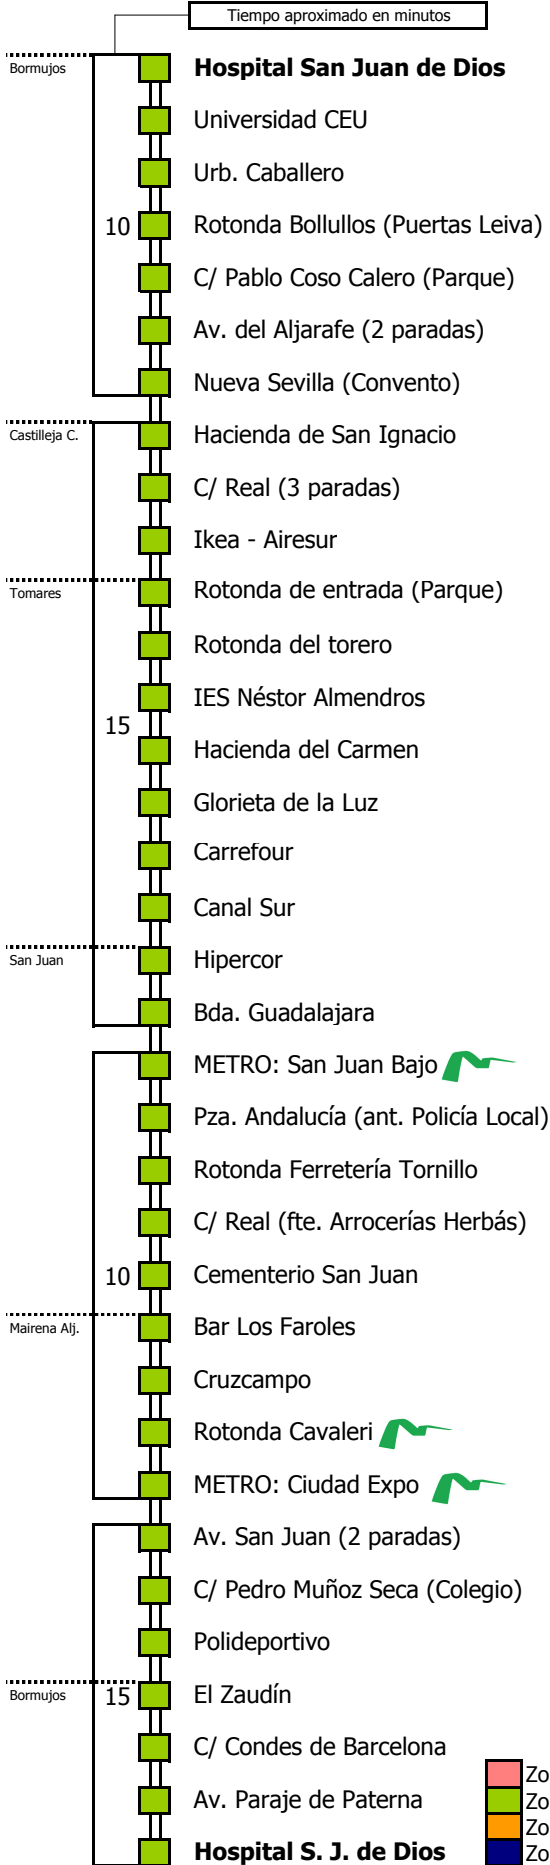 Tiempo aproximado en minutos
Bormujos
Hospital San Juan de Dios
Universidad CEU
Urb. Caballero
10
Rotonda Bollullos (Puertas Leiva)
C/ Pablo Coso Calero (Parque)
Av. del Aljarafe (2 paradas)
Nueva Sevilla (Convento)
Castilleja C.
Hacienda de San Ignacio
C/ Real (3 paradas)
Ikea - Airesur
Tomares
Rotonda de entrada (Parque)
Rotonda del torero
IES Néstor Almendros
15
Hacienda del Carmen
Glorieta de la Luz
Carrefour
Canal Sur
San Juan
Hipercor
Bda. Guadalajara
METRO: San Juan Bajo
Pza. Andalucía (ant. Policía Local)
Rotonda Ferretería Tornillo
C/ Real (fte. Arrocerías Herbás)
10
Cementerio San Juan
Mairena Alj.
Bar Los Faroles
Cruzcampo
Rotonda Cavaleri
METRO: Ciudad Expo
Av. San Juan (2 paradas)
C/ Pedro Muñoz Seca (Colegio)
Polideportivo
Bormujos
15
El Zaudín
C/ Condes de Barcelona
Av. Paraje de Paterna
Hospital S. J. de Dios
Zo
Zo
Zo
Zo